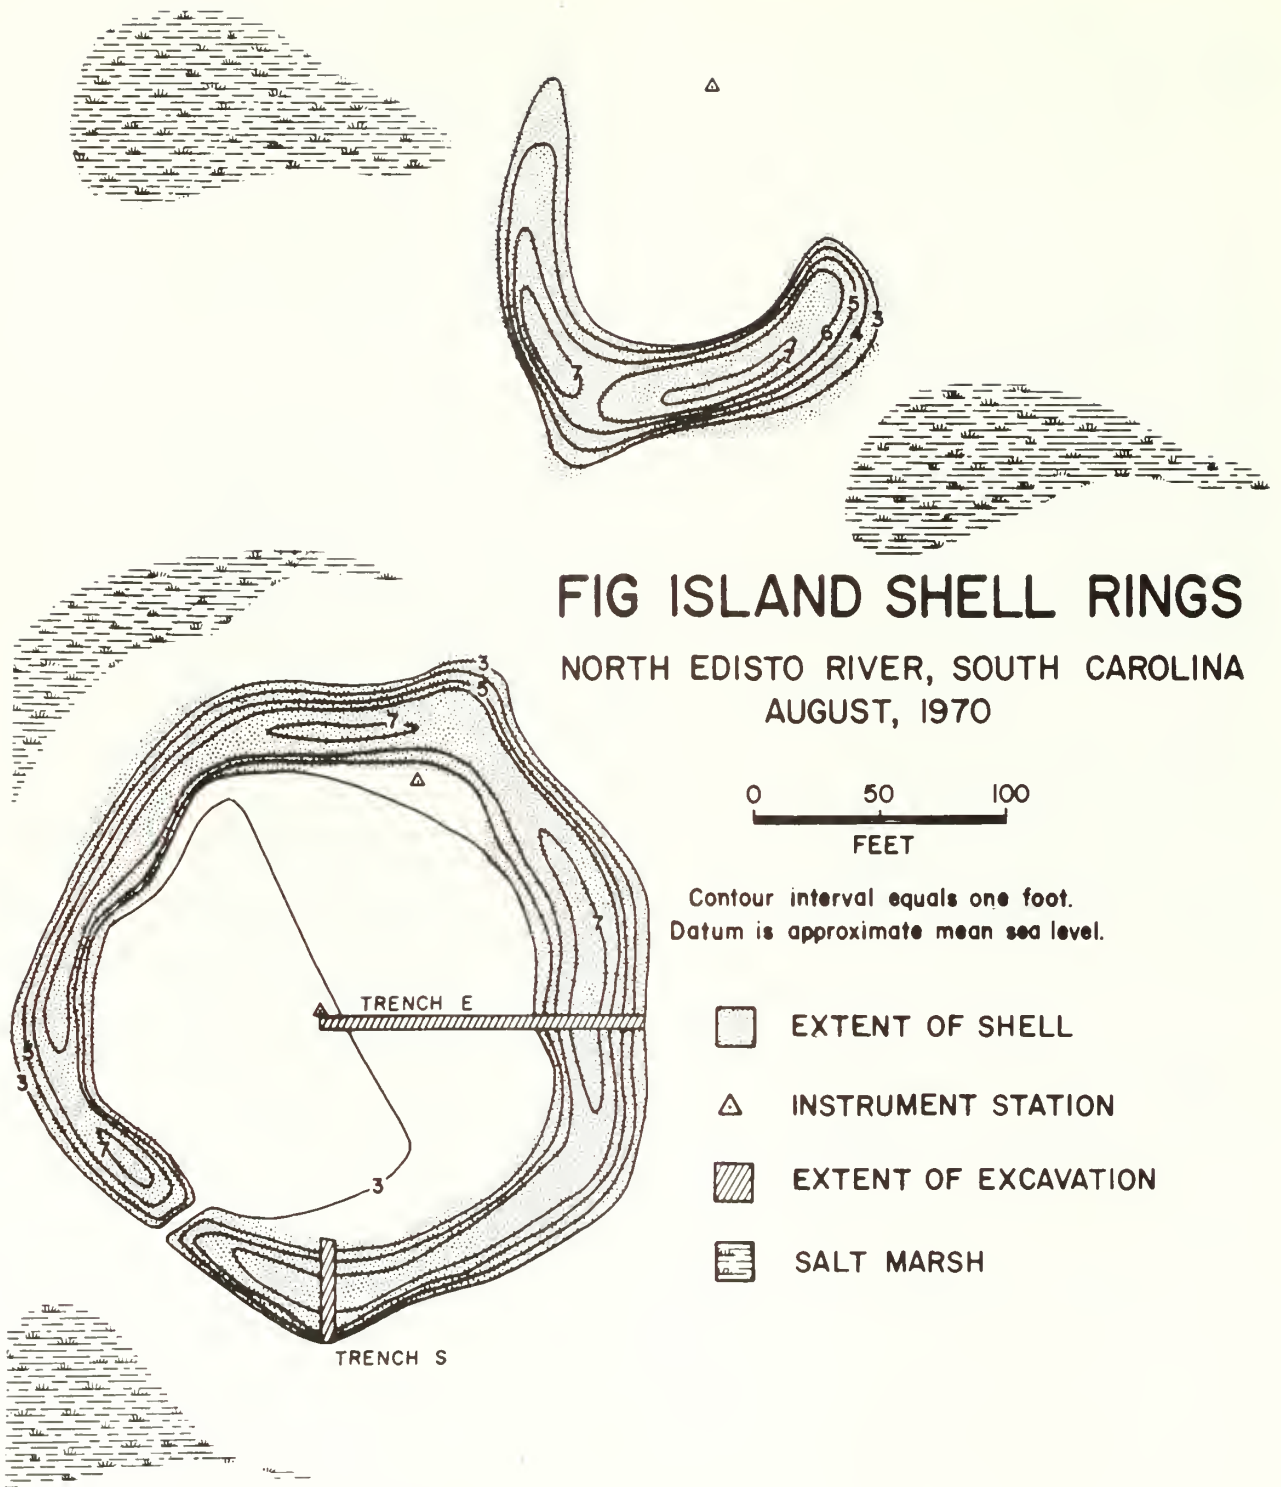 5
3
6
4
7
7
FIG ISLAND SHELL RINGS
NORTH EDISTO RIVER, SOUTH CAROLINA
AUGUST, 1970
3
5
7
0 50 100
FEET
Contour interval equals one foot.
Datum is approximate mean sea level.
7
TRENCH E
EXTENT OF SHELL
5
3
INSTRUMENT STATION
7
EXTENT OF EXCAVATION
3
SALT MARSH
TRENCH S